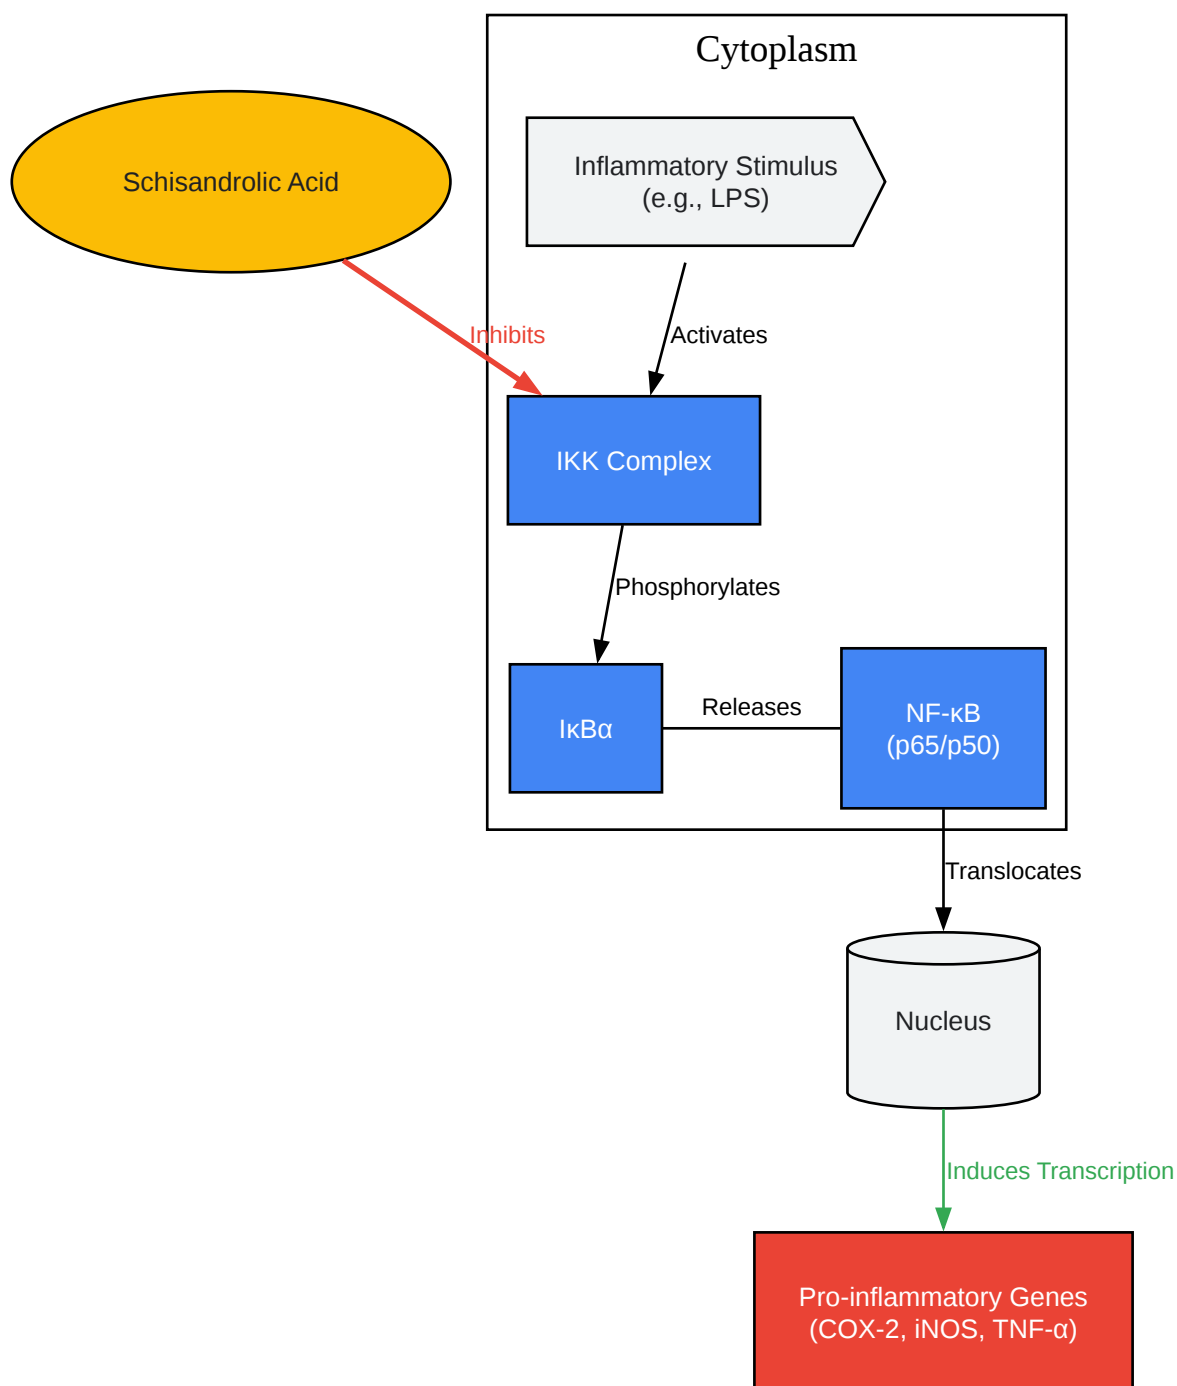 Cytoplasm
Schisandrolic Acid
Inflammatory Stimulus
(e.g., LPS)
Inhibits
Activates
IKK Complex
Phosphorylates
IκBα
Releases
NF-κB
(p65/p50)
Translocates
Nucleus
Induces Transcription
Pro-inflammatory Genes
(COX-2, iNOS, TNF-α)